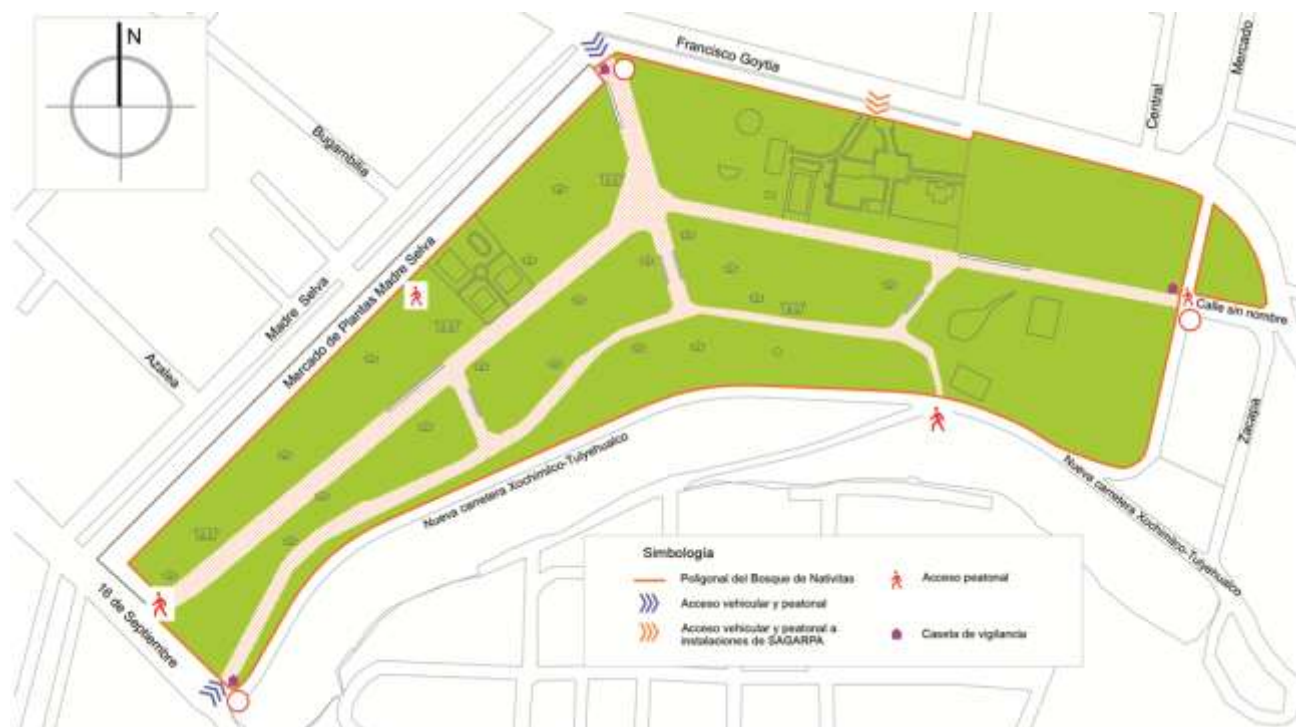 N
Francisco Goytia
Central
Mercado
Bugambilia
Madre Selva
Mercado de Plantas Madre Selva
Azalea
Calle sin nombre
Zacapa
Nueva carretera Xochimilco-Tulyehualco
Nueva carretera Xochimilco-Tulyehualco
16 de Septiembre
Simbología
Poligonal del Bosque de Nativitas
Acceso peatonal
Acceso vehicular y peatonal
Acceso vehicular y peatonal a
instalaciones de SAGARPA
Caseta de vigilancia